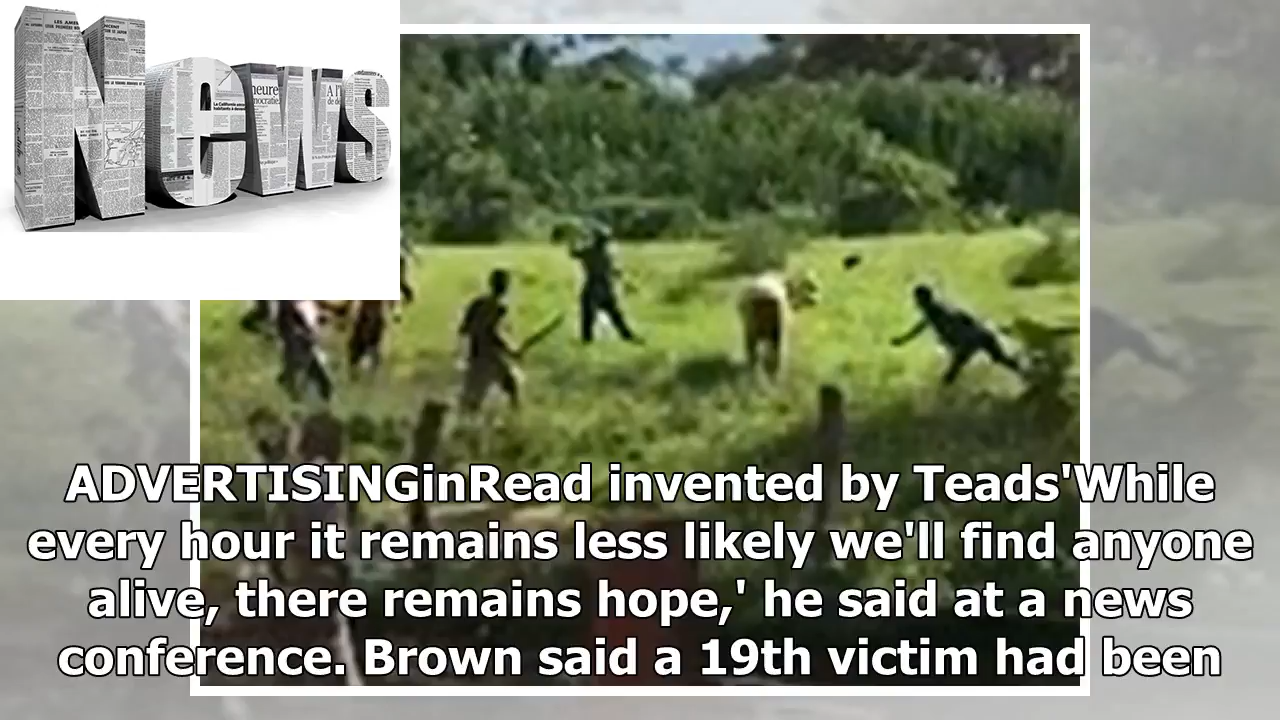 News
ADVERTISINGinRead invented by Teads'While
every hour it remains less likely we'll find anyone
alive, there remains hope,' he said at a news
conference. Brown said a 19th victim had been